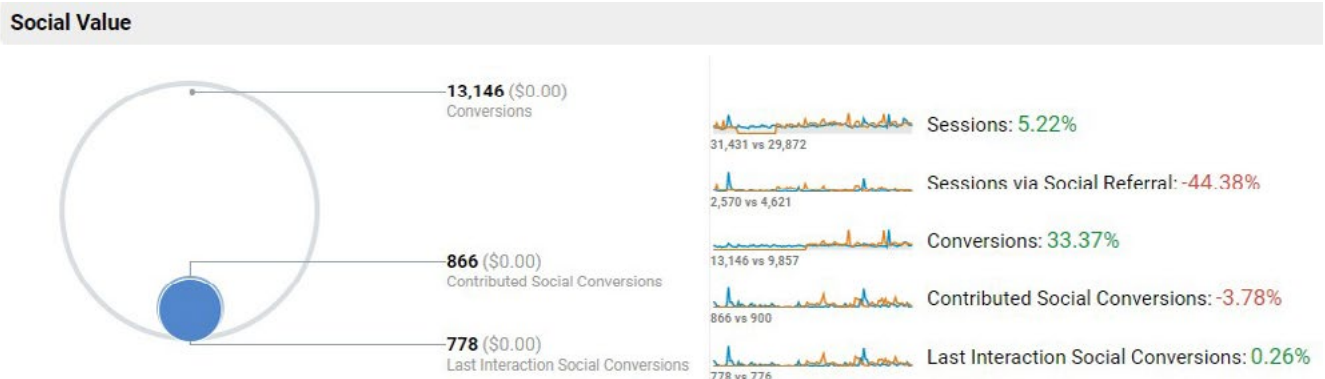 Social Value
13,146 ($0.00)
Conversions
866 ($0.00)
Contributed Social Conversions
778 ($0.00)
Last Interaction Social Conversions
Sessions: 5.22%
31,431 vs 29,872
Sessions via Social Referral: -44.38%
2,570 vs 4,621
Conversions: 33.37%
13,146 vs 9,857
Contributed Social Conversions: -3.78%
866 vs 900
Last Interaction Social Conversions: 0.26%
778 vs 776